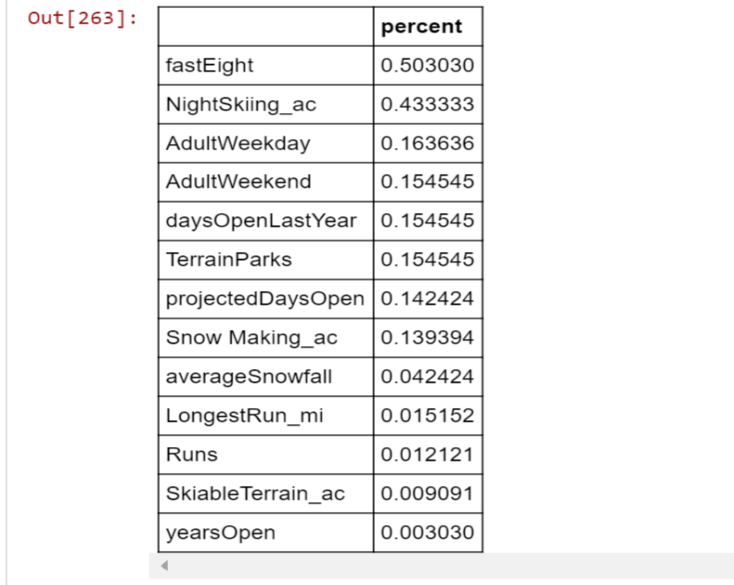 Out[263]:
percent
fastEight 0.503030
NightSkiing_ac 0.433333
AdultWeekday 0.163636
AdultWeekend 0.154545
daysOpenLastYear 0.154545
TerrainParks 0.154545
projectedDaysOpen 0.142424
Snow Making_ac 0.139394
averageSnowfall 0.042424
LongestRun_mi 0.015152
Runs 0.012121
SkiableTerrain_ac 0.009091
yearsOpen 0.003030